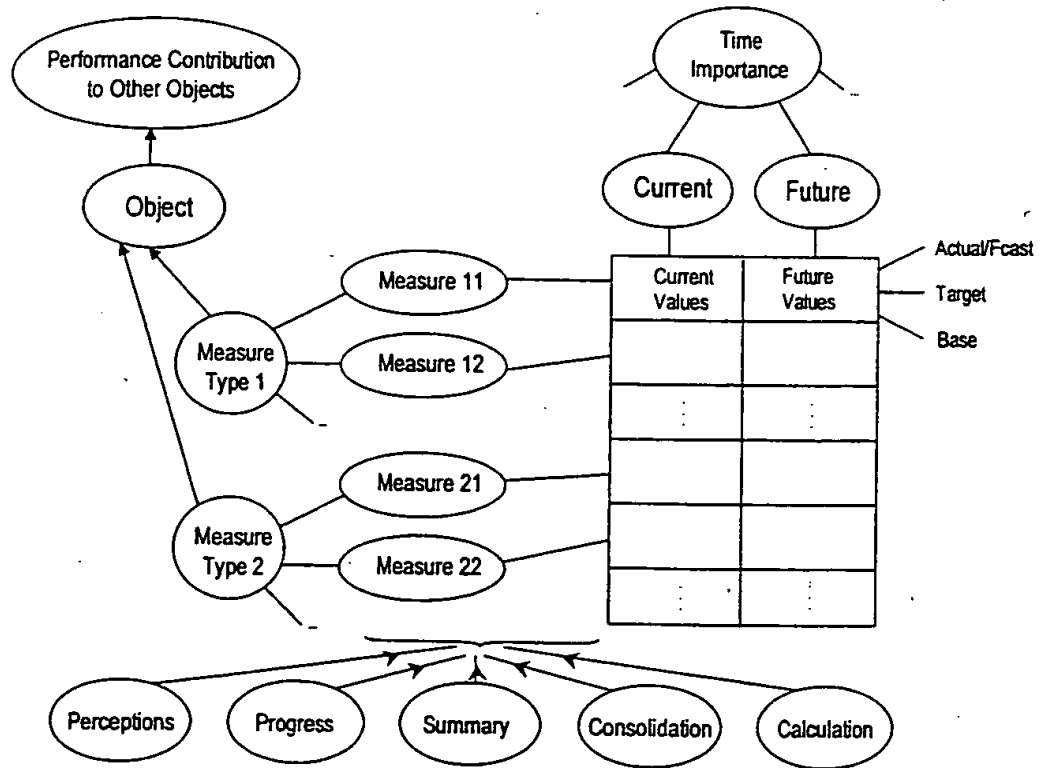 Performance Contribution
to Other Objects
Time
Importance
Object
Current
Future
Actual/Fcast
Target
Base
Current
Values
Future
Values
Measure 11
Measure
Type 1
Measure 12
Measure 21
Measure
Type 2
Measure 22
Perceptions
Progress
Summary
Consolidation
Calculation